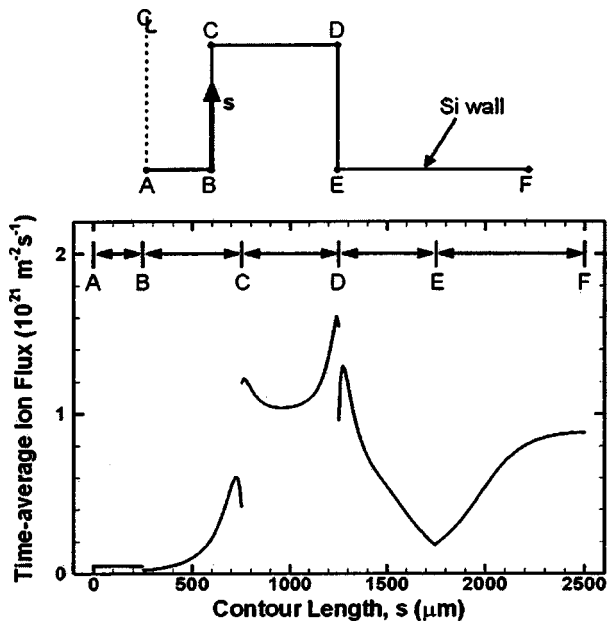 CL
C D
s
Si wall
A B E F
Time-average Ion Flux (10²¹ m⁻²s⁻¹)
2
A B C D E F
1
0
0 500 1000 1500 2000 2500
Contour Length, s (μm)